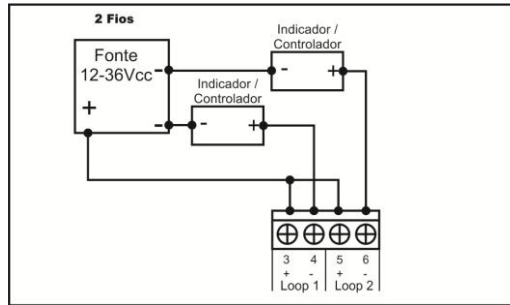 2 Fios
Fonte
12-36Vcc
-
+
-
Indicador /
Controlador
- +
Indicador /
Controlador
- +
3 4 5 6
+ - + -
Loop 1 Loop 2